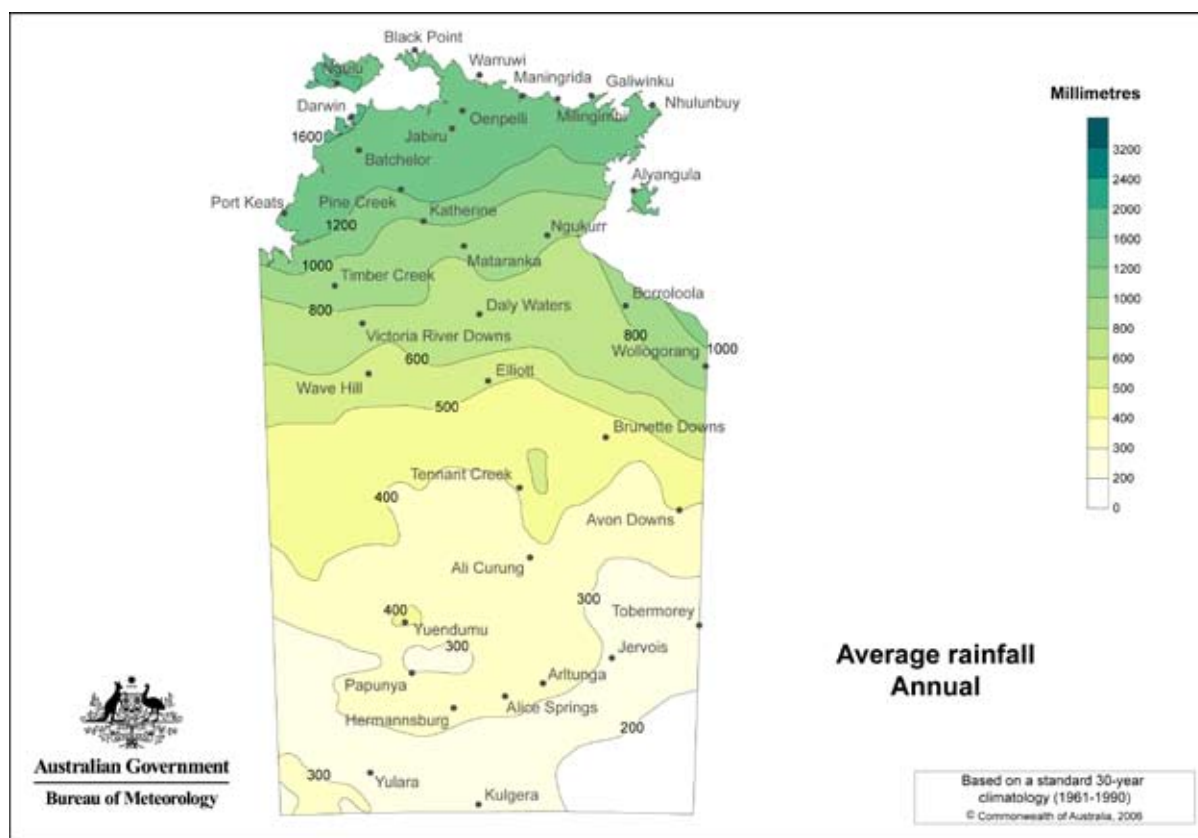 Black Point
Warruwi
Nguiu
Maningrida
Galiwinku
Millimetres
Darwin
Oenpelli
Milingimbi
Nhulunbuy
1600
Jabiru
Batchelor
3200
2400
2000
1600
1200
1000
800
600
500
400
300
200
0
Alyangula
Port Keats
Pine Creek
Katherine
1200
Ngukurr
1000
Mataranka
Timber Creek
Borroloola
800
Daly Waters
Victoria River Downs
800
Wollogorang
1000
600
Elliott
Wave Hill
500
Brunette Downs
Tennant Creek
400
Avon Downs
Ali Curung
300
400
Tobermorey
Yuendumu
300
Jervois
Papunya
Arltunga
Hermannsburg
Alice Springs
200
300
Yulara
Kulgera
Average rainfall
Annual
Australian Government
Bureau of Meteorology
Based on a standard 30-year
climatology (1961-1990)
© Commonwealth of Australia, 2006